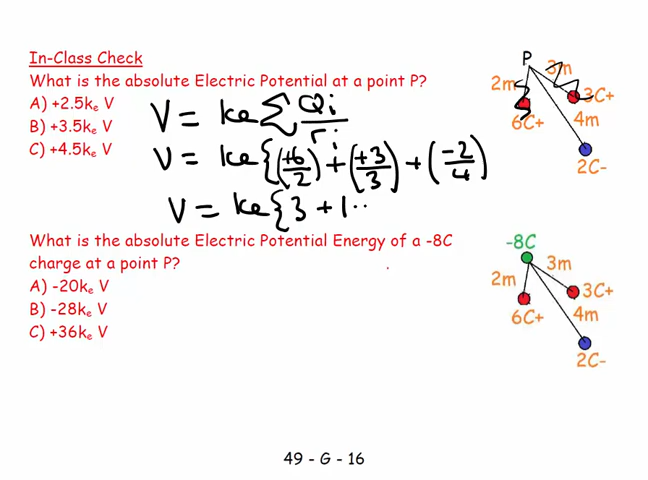 In-Class Check
What is the absolute Electric Potential at a point P?
A) +2.5kₑ V
B) +3.5kₑ V
C) +4.5kₑ V
V = ke Σ Qi/ri
V = ke{(+6/2) + (+3/3) + (-2/4)
V = ke{3 + 1..
P
2m
3m
6C+
3C+
4m
2C-
What is the absolute Electric Potential Energy of a -8C
charge at a point P?
A) -20kₑ V
B) -28kₑ V
C) +36kₑ V
-8C
2m
3m
6C+
3C+
4m
2C-
49 - G - 16